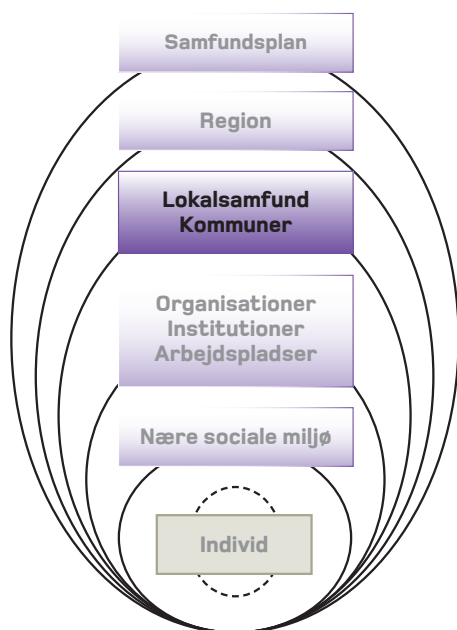 Samfundsplan
Region
Lokalsamfund
Kommuner
Organisationer
Institutioner
Arbejdspladser
Nære sociale miljø
Individ